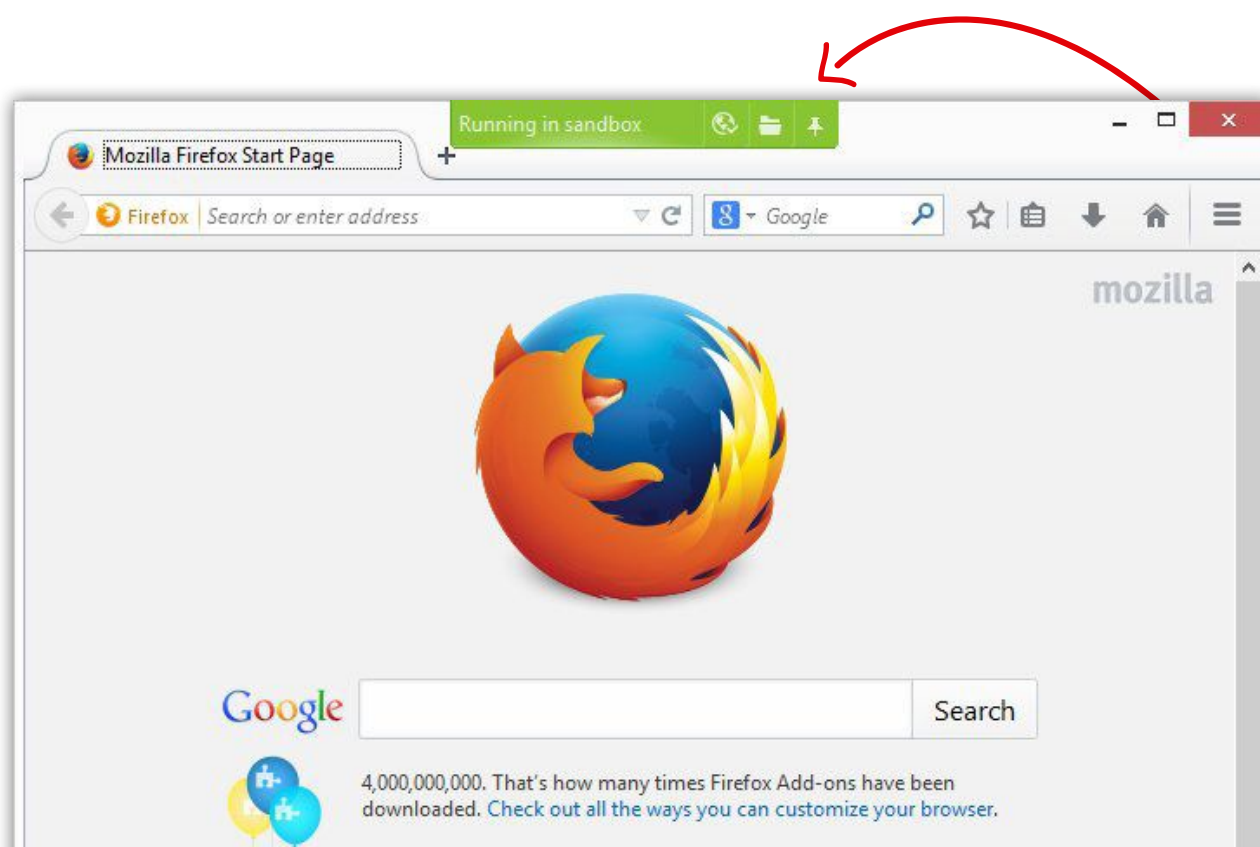 Running in sandbox
Mozilla Firefox Start Page
Firefox Search or enter address
8 Google
mozilla
Google
Search
4,000,000,000. That's how many times Firefox Add-ons have been
downloaded. Check out all the ways you can customize your browser.